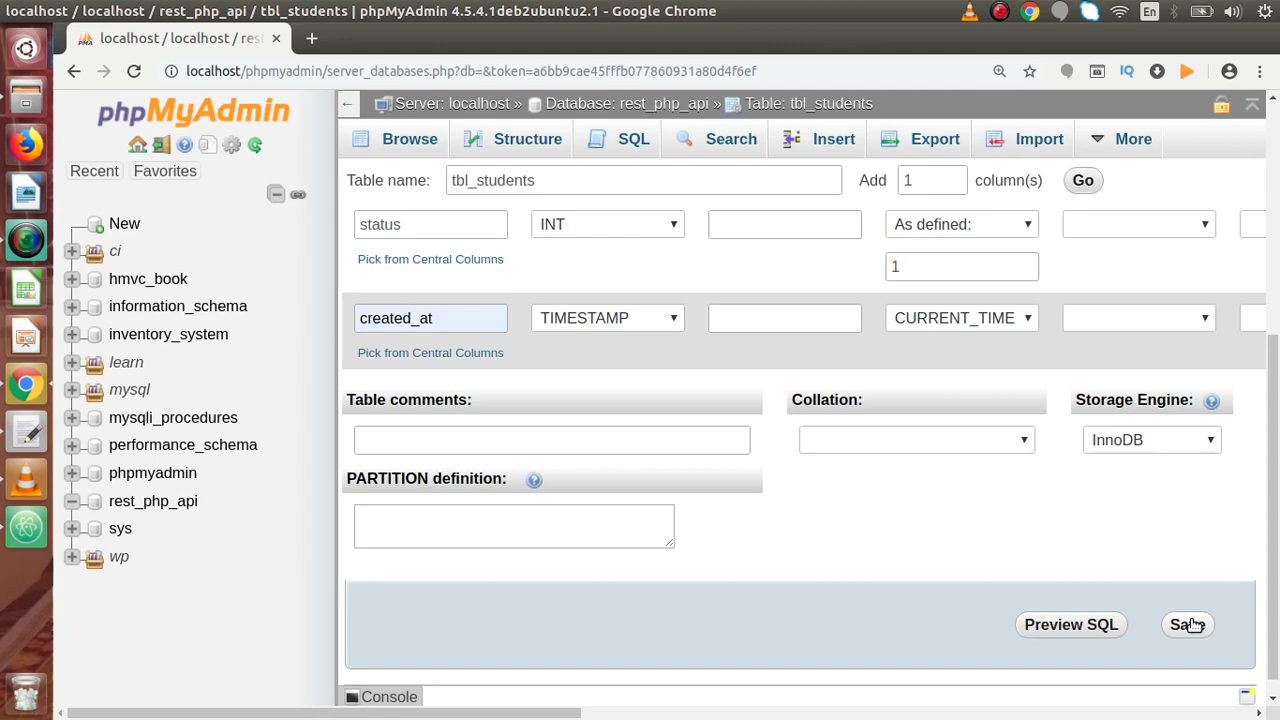 localhost / localhost / rest_php_api / tbl_students | phpMyAdmin 4.5.4.1deb2ubuntu2.1 - Google Chrome
En
localhost / localhost / res
localhost/phpmyadmin/server_databases.php?db=&token=a6bb9cae45fffb077860931a80d4f6ef
IQ
phpMyAdmin
Recent
Favorites
New
ci
hmvc_book
information_schema
inventory_system
learn
mysql
mysqli_procedures
performance_schema
phpmyadmin
rest_php_api
sys
wp
Server: localhost » Database: rest_php_api » Table: tbl_students
Browse
Structure
SQL
Search
Insert
Export
Import
More
Table name: tbl_students Add 1 column(s) Go
status INT As defined:
Pick from Central Columns
1
created_at TIMESTAMP CURRENT_TIME
Pick from Central Columns
Table comments:
Collation:
Storage Engine:
InnoDB
PARTITION definition:
Preview SQL
Save
Console